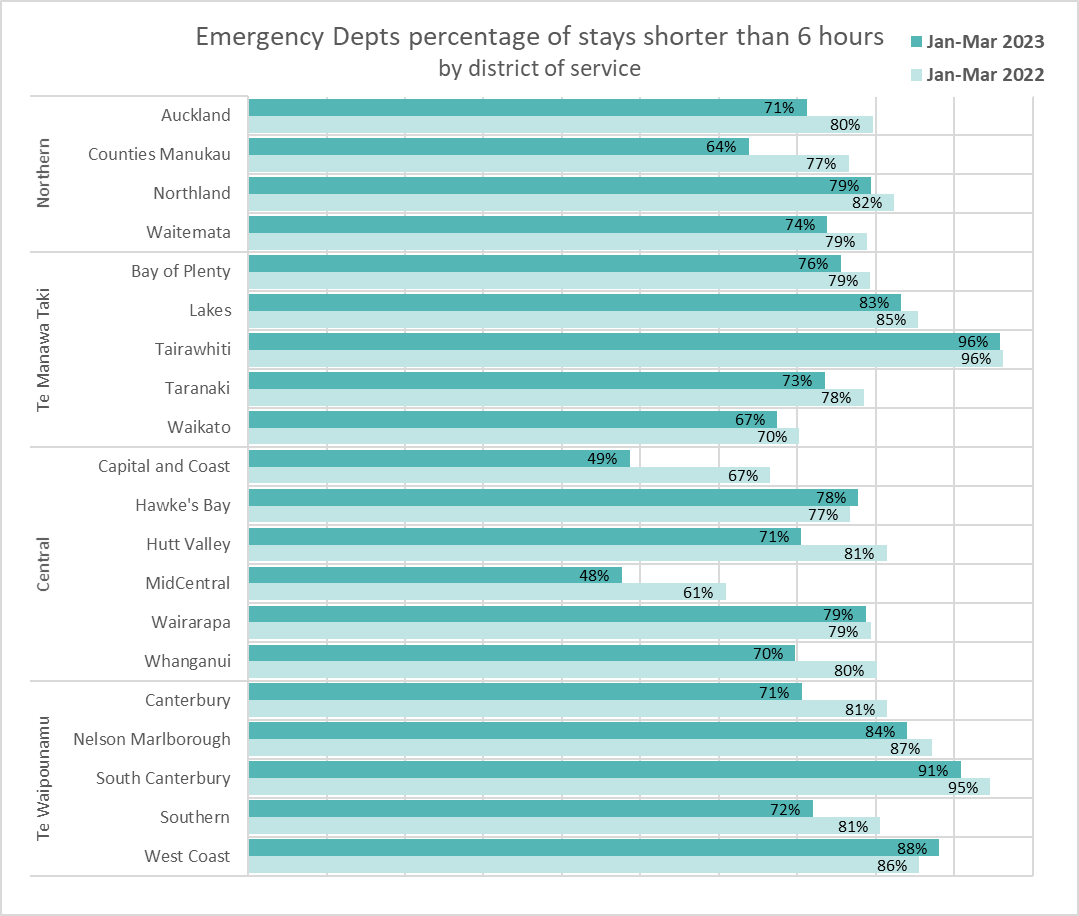 Emergency Depts percentage of stays shorter than 6 hours
by district of service
Jan-Mar 2023
Jan-Mar 2022
Northern
Auckland
71%
80%
Counties Manukau
64%
77%
Northland
79%
82%
Waitemata
74%
79%
Te Manawa Taki
Bay of Plenty
76%
79%
Lakes
83%
85%
Tairawhiti
96%
96%
Taranaki
73%
78%
Waikato
67%
70%
Central
Capital and Coast
49%
67%
Hawke's Bay
78%
77%
Hutt Valley
71%
81%
MidCentral
48%
61%
Wairarapa
79%
79%
Whanganui
70%
80%
Te Waipounamu
Canterbury
71%
81%
Nelson Marlborough
84%
87%
South Canterbury
91%
95%
Southern
72%
81%
West Coast
88%
86%